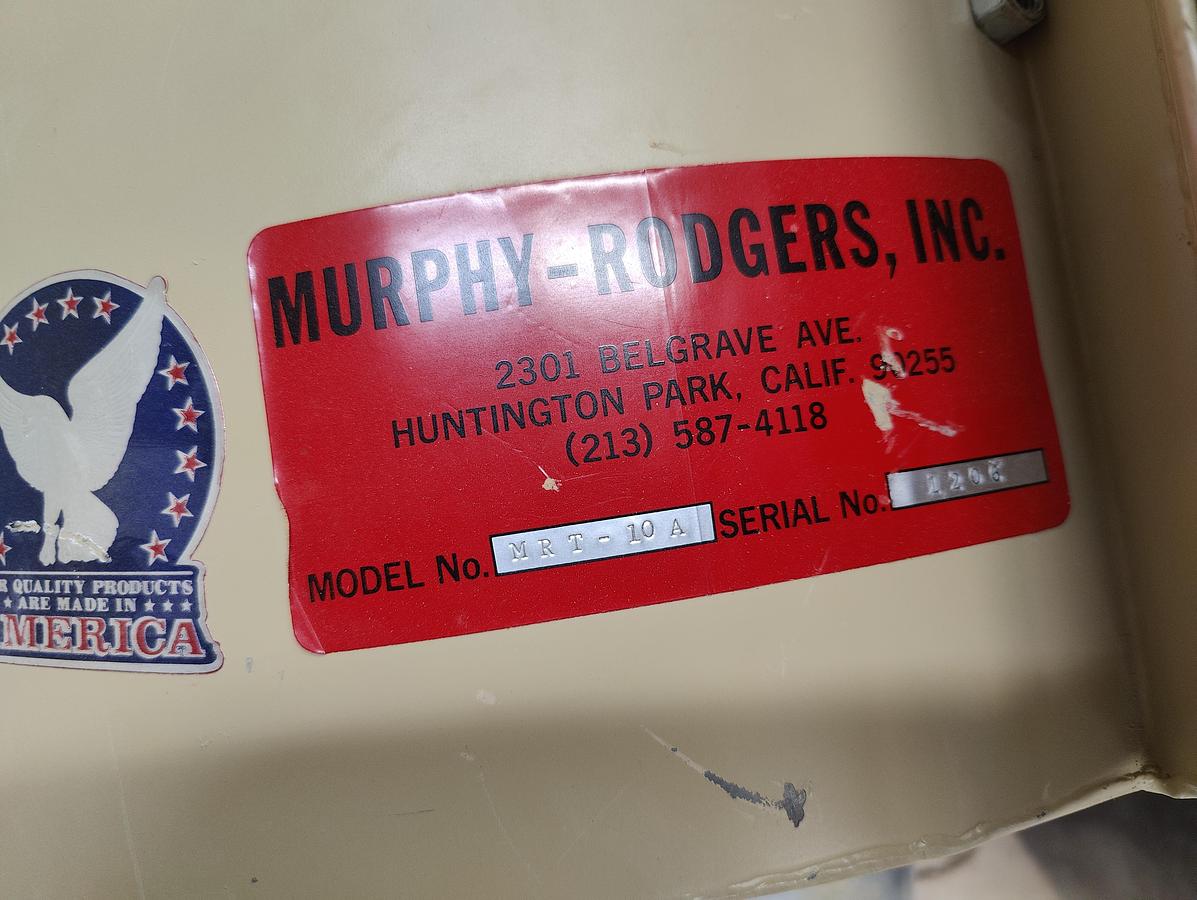 MURPHY-RODGERS, INC.
2301 BELGRAVE AVE.
HUNTINGTON PARK, CALIF. 90255
(213) 587-4118
MODEL No. MRT-10A SERIAL No.
QUALITY PRODUCTS
ARE MADE IN
MERICA